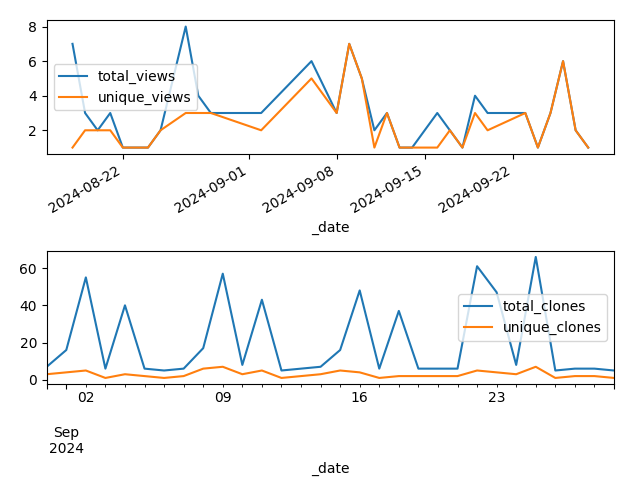 8
6
4
2
total_views
unique_views
2024-08-22
2024-09-01
2024-09-08
2024-09-15
2024-09-22
_date
60
40
20
0
total_clones
unique_clones
02
09
16
23
Sep
2024
_date